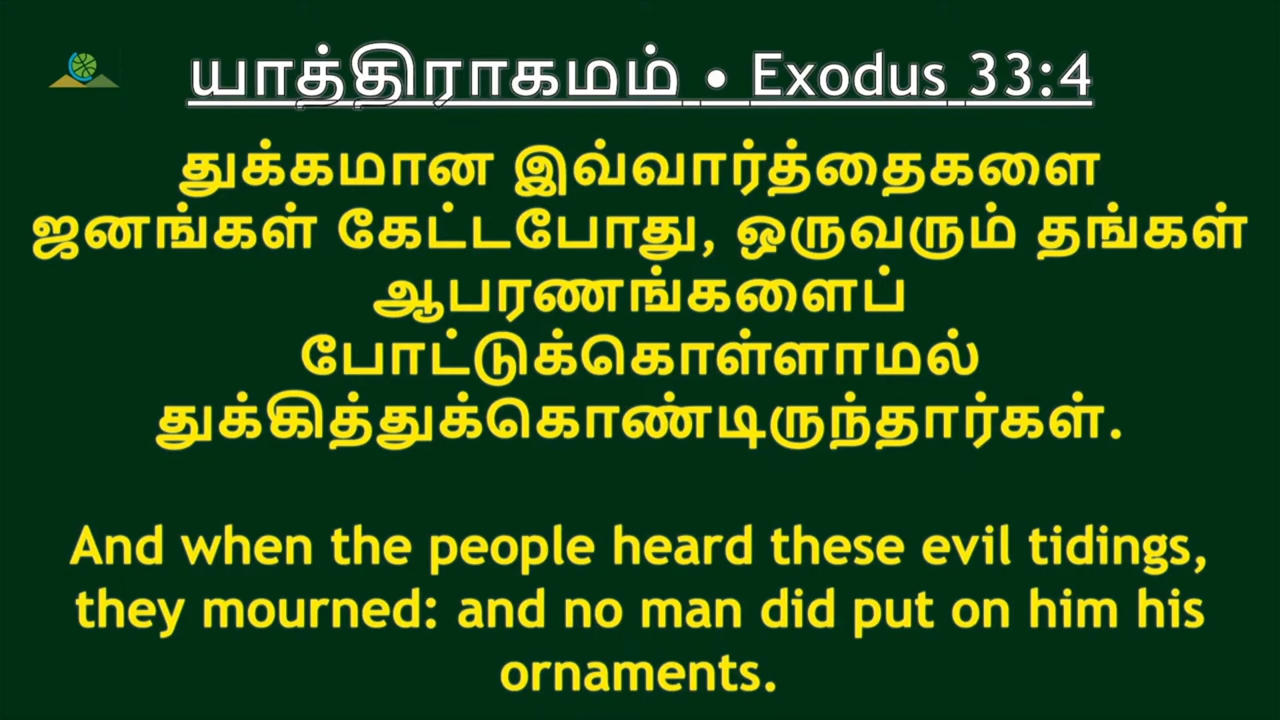 யாத்திராகமம் • Exodus 33:4
துக்கமான இவ்வார்த்தைகளை
ஜனங்கள் கேட்டபோது, ஒருவரும் தங்கள்
ஆபரணங்களைப்
போட்டுக்கொள்ளாமல்
துக்கித்துக்கொண்டிருந்தார்கள்.
And when the people heard these evil tidings,
they mourned: and no man did put on him his
ornaments.